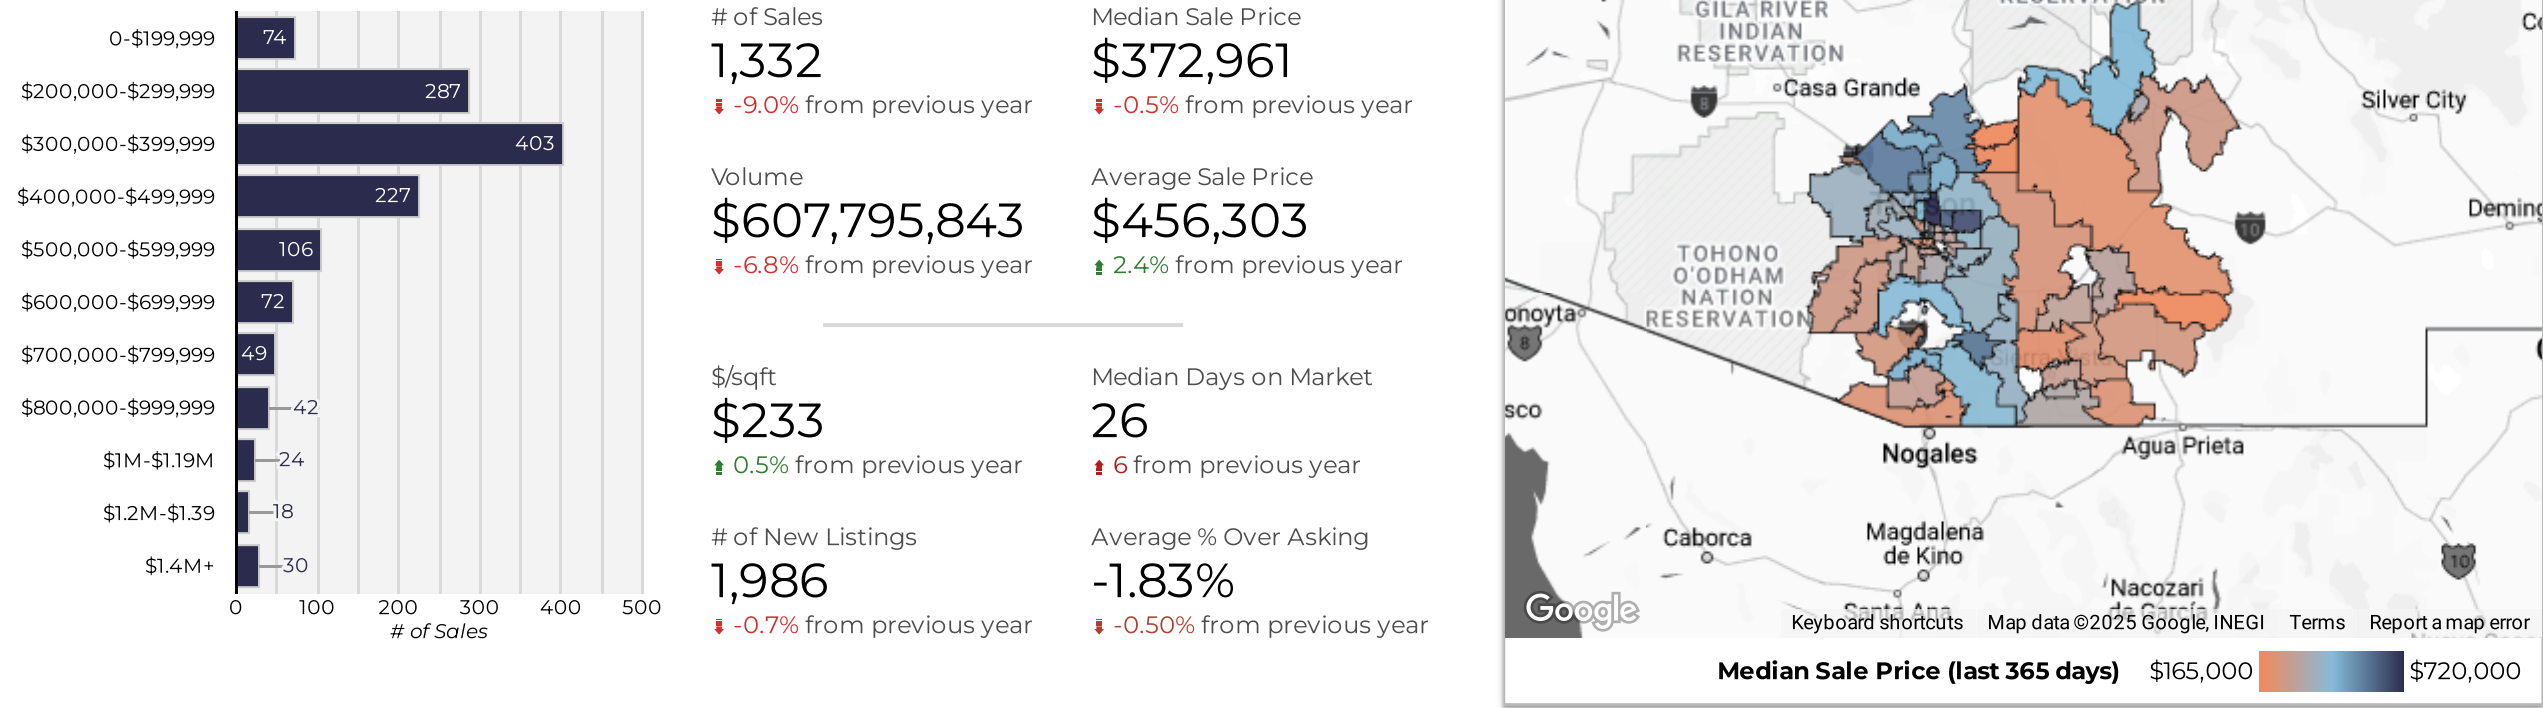 0-$199,999
74
$200,000-$299,999
287
$300,000-$399,999
403
$400,000-$499,999
227
$500,000-$599,999
106
$600,000-$699,999
72
$700,000-$799,999
49
$800,000-$999,999
42
$1M-$1.19M
24
$1.2M-$1.39
18
$1.4M+
30
0 100 200 300 400 500
# of Sales
# of Sales
1,332
-9.0% from previous year
Median Sale Price
$372,961
-0.5% from previous year
Volume
$607,795,843
-6.8% from previous year
Average Sale Price
$456,303
2.4% from previous year
$/sqft
$233
0.5% from previous year
Median Days on Market
26
6 from previous year
# of New Listings
1,986
-0.7% from previous year
Average % Over Asking
-1.83%
-0.50% from previous year
GILA RIVER
INDIAN
RESERVATION
RESERVATION
8
Casa Grande
Silver City
Deming
10
TOHONO
O'ODHAM
NATION
RESERVATION
onoyta
8
Sierra Vista
sco
Nogales
Agua Prieta
Caborca
Magdalena
de Kino
10
Nacozari
de García
Santa Ana
Google
Keyboard shortcuts
Map data ©2025 Google, INEGI
Terms
Report a map error
Median Sale Price (last 365 days)
$165,000
$720,000